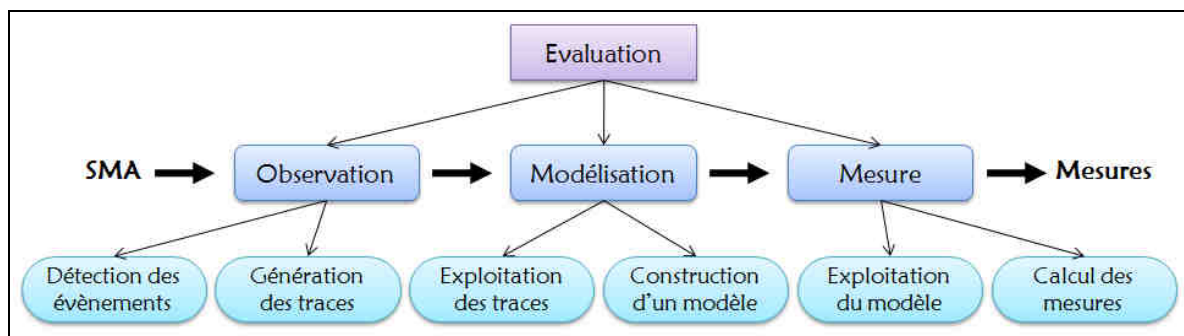 Evaluation
SMA
Observation
Modélisation
Mesure
Mesures
Détection des
évènements
Génération
des traces
Exploitation
des traces
Construction
d'un modèle
Exploitation
du modèle
Calcul des
mesures